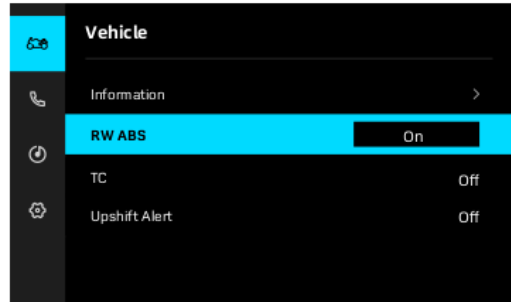 Vehicle
Information
RW ABS On
TC Off
Upshift Alert Off